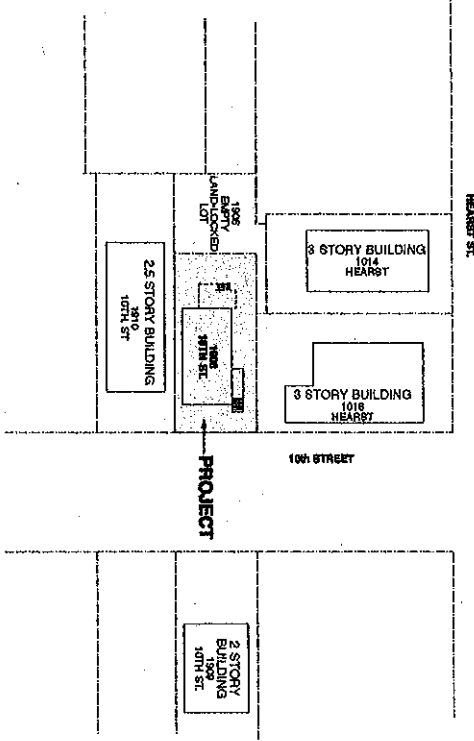 HEARST ST.
3 STORY BUILDING
1014
HEARST
3 STORY BUILDING
1016
HEARST
10th STREET
1906
EMPTY
LAND-LOCKED
LOT
10TH ST.
2.5 STORY BUILDING
1910
10TH. ST.
PROJECT
2 STORY
BUILDING
1909
10TH ST.